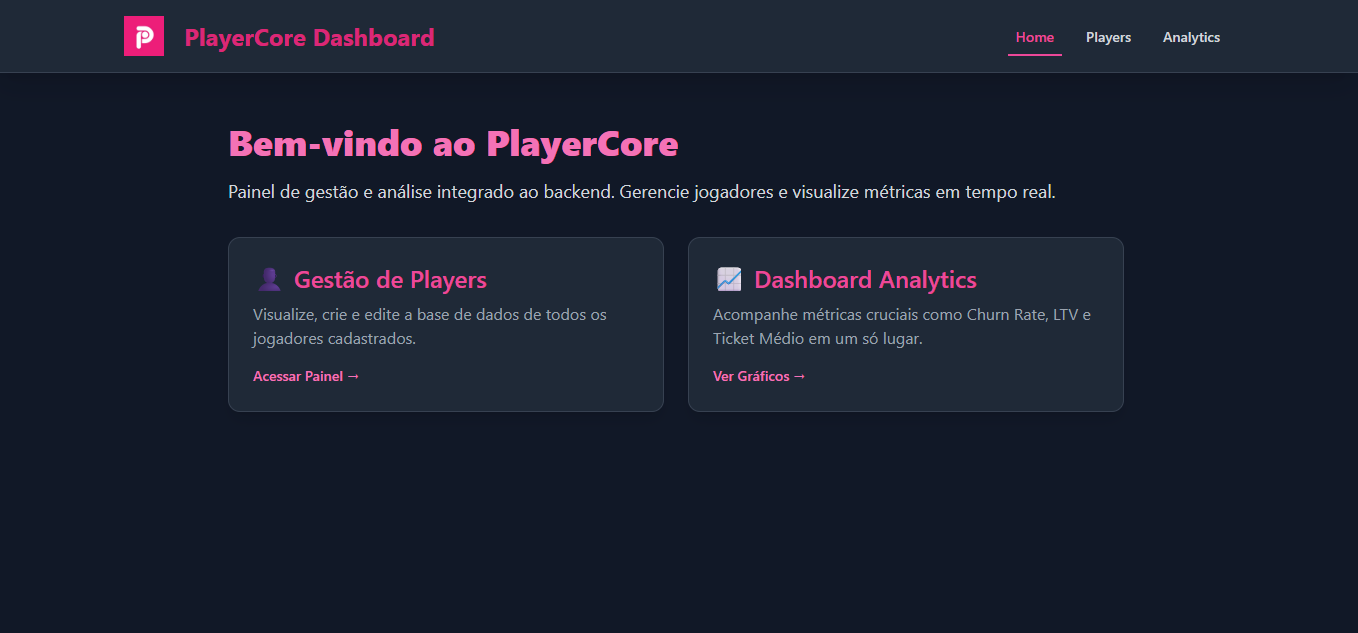 PlayerCore Dashboard
Home
Players
Analytics
Bem-vindo ao PlayerCore
Painel de gestão e análise integrado ao backend. Gerencie jogadores e visualize métricas em tempo real.
Gestão de Players
Visualize, crie e edite a base de dados de todos os
jogadores cadastrados.
Acessar Painel →
Dashboard Analytics
Acompanhe métricas cruciais como Churn Rate, LTV e
Ticket Médio em um só lugar.
Ver Gráficos →